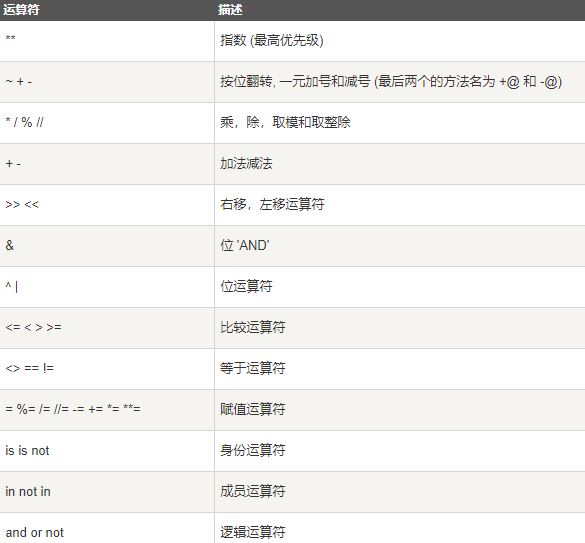 运算符 描述
** 指数 (最高优先级)
~ + - 按位翻转, 一元加号和减号 (最后两个的方法名为 +@ 和 -@)
* / % // 乘，除，取模和取整除
+ - 加法减法
>> << 右移，左移运算符
& 位 'AND'
^ | 位运算符
<= < > >= 比较运算符
<> == != 等于运算符
= %= /= //= -= += *= **= 赋值运算符
is is not 身份运算符
in not in 成员运算符
and or not 逻辑运算符